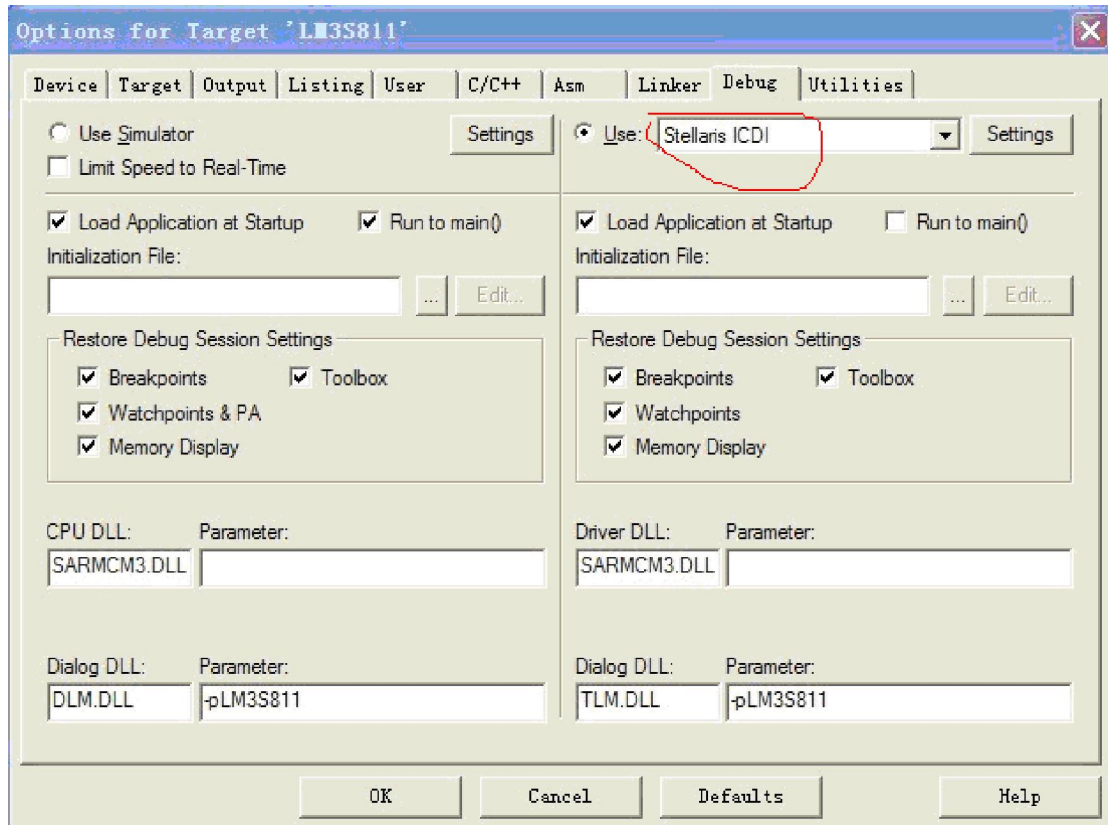 Options for Target 'LM3S811'
Device Target Output Listing User C/C++ Asm Linker Debug Utilities
Use Simulator Settings
Limit Speed to Real-Time
Use: Stellaris ICDI Settings
Load Application at Startup Run to main()
Initialization File:
... Edit...
Restore Debug Session Settings
Breakpoints Toolbox
Watchpoints & PA
Memory Display
CPU DLL: Parameter:
SARMCM3.DLL
Dialog DLL: Parameter:
DLM.DLL -pLM3S811
Load Application at Startup Run to main()
Initialization File:
... Edit...
Restore Debug Session Settings
Breakpoints Toolbox
Watchpoints
Memory Display
Driver DLL: Parameter:
SARMCM3.DLL
Dialog DLL: Parameter:
TLM.DLL -pLM3S811
OK Cancel Defaults Help